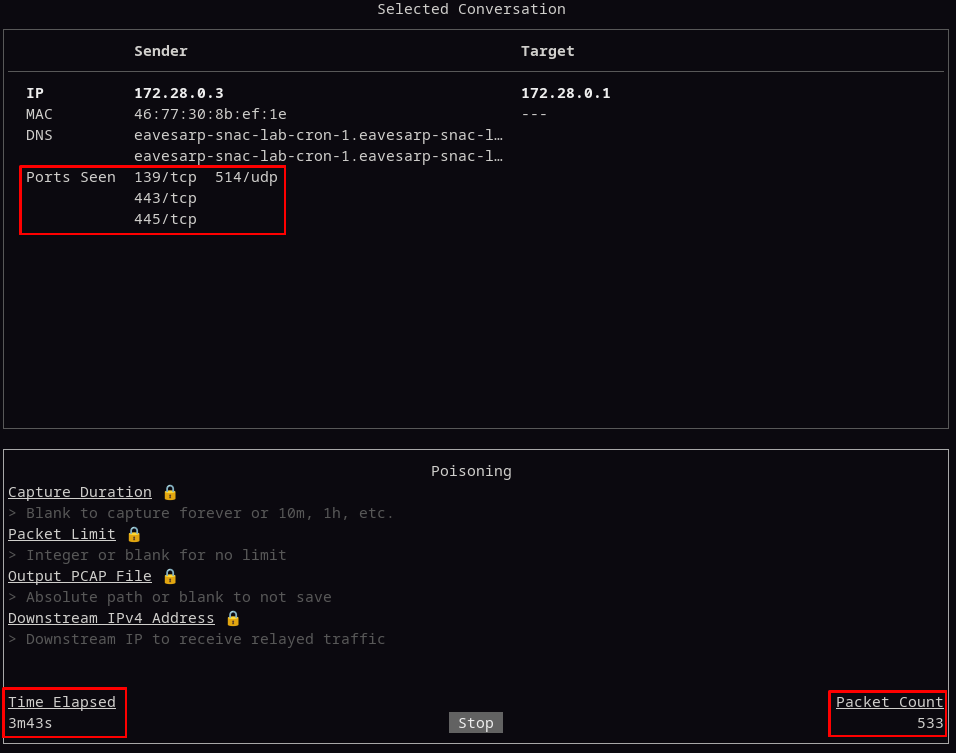 Selected Conversation
Sender Target
IP 172.28.0.3 172.28.0.1
MAC 46:77:30:8b:ef:1e ---
DNS eavesarp-snac-lab-cron-1.eavesarp-snac-l…
eavesarp-snac-lab-cron-1.eavesarp-snac-l…
Ports Seen 139/tcp 514/udp
443/tcp
445/tcp
Poisoning
Capture Duration 🔒
> Blank to capture forever or 10m, 1h, etc.
Packet Limit 🔒
> Integer or blank for no limit
Output PCAP File 🔒
> Absolute path or blank to not save
Downstream IPv4 Address 🔒
> Downstream IP to receive relayed traffic
Time Elapsed Packet Count
3m43s Stop 533